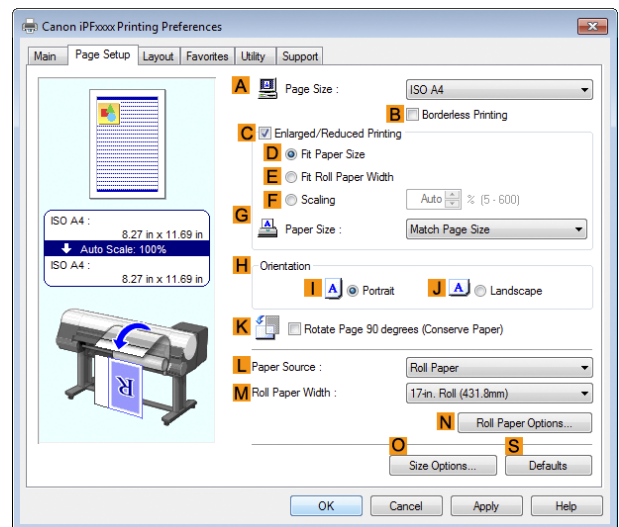 Canon iPFxxxx Printing Preferences
Main Page Setup Layout Favorites Utility Support
A Page Size : ISO A4
B Borderless Printing
C Enlarged/Reduced Printing
D Fit Paper Size
E Fit Roll Paper Width
F Scaling Auto % (5 - 600)
G Paper Size : Match Page Size
ISO A4 :
8.27 in x 11.69 in
Auto Scale: 100%
ISO A4 :
8.27 in x 11.69 in
H Orientation
I A Portrait J A Landscape
K Rotate Page 90 degrees (Conserve Paper)
R
L Paper Source : Roll Paper
M Roll Paper Width : 17-in. Roll (431.8mm)
N Roll Paper Options...
O S
Size Options... Defaults
OK Cancel Apply Help